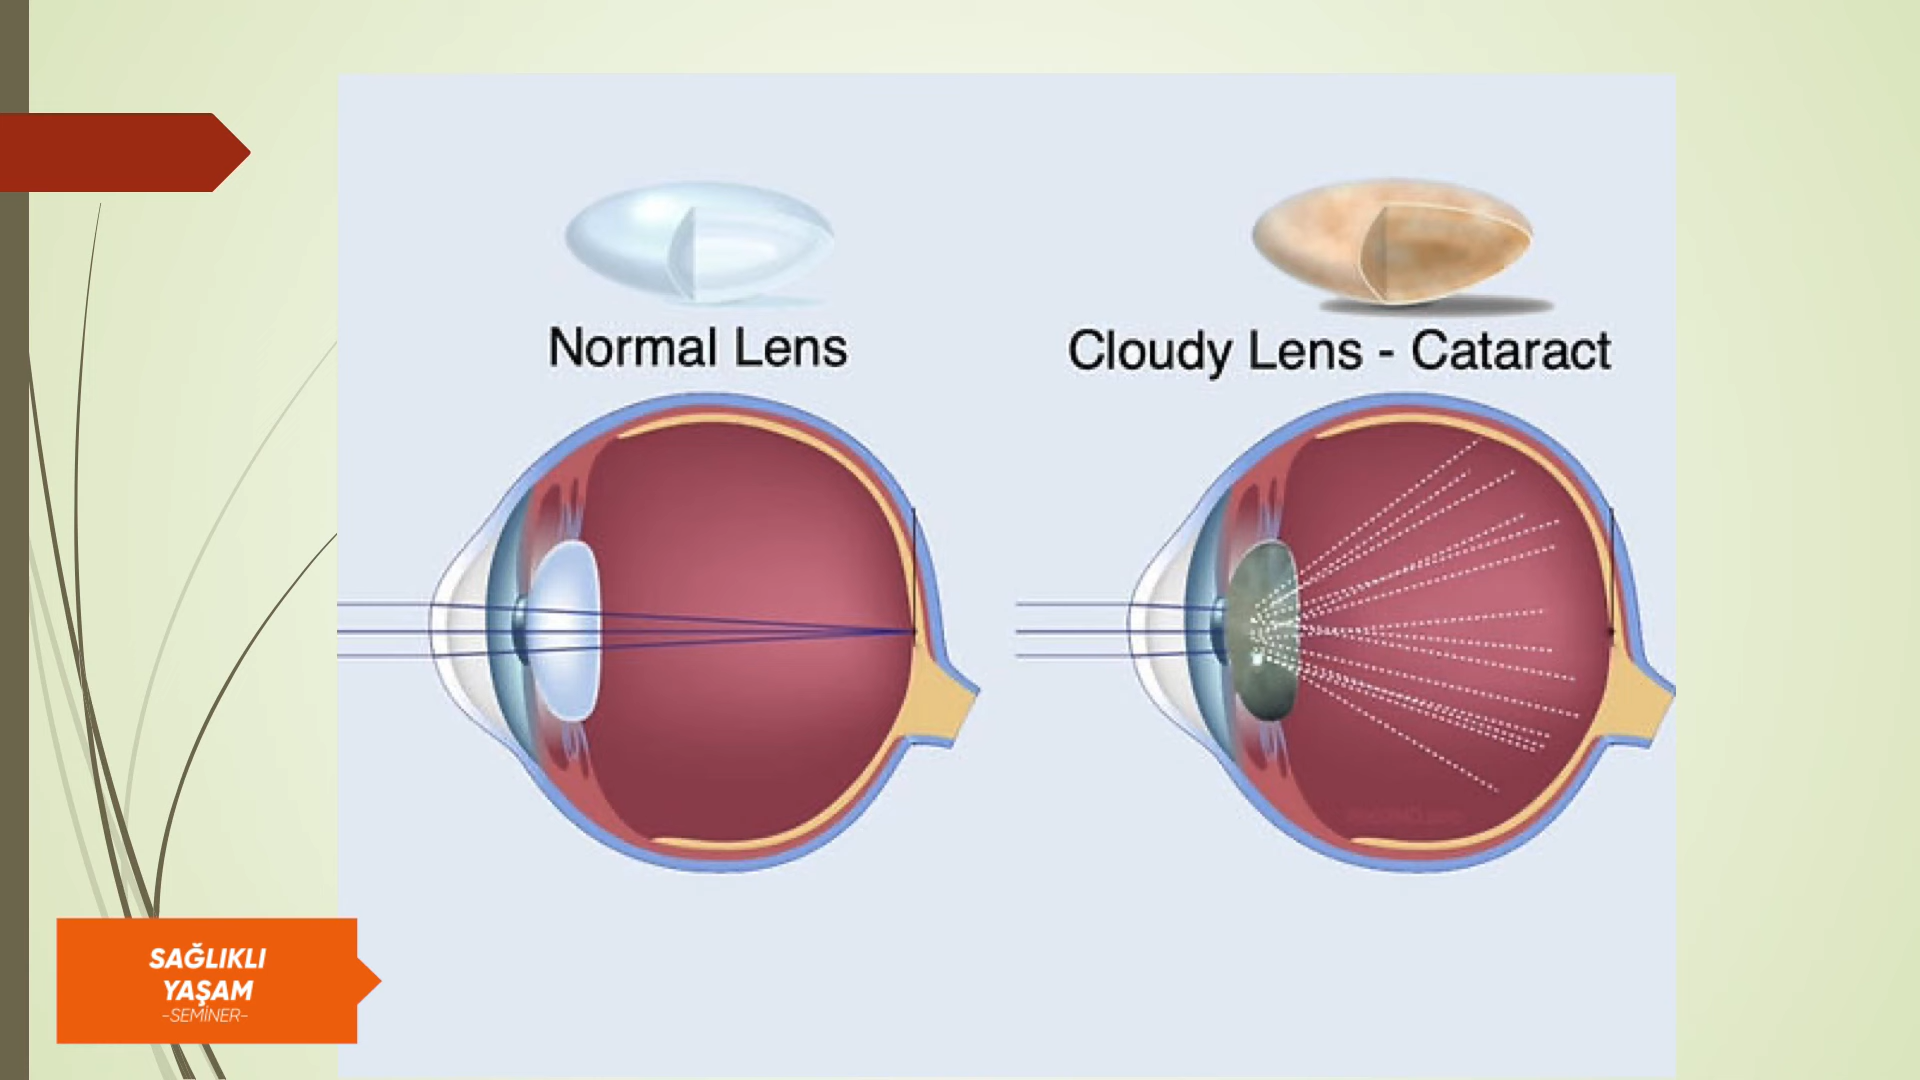 Normal Lens
Cloudy Lens - Cataract
SAĞLIKLI
YAŞAM
-SEMİNER-